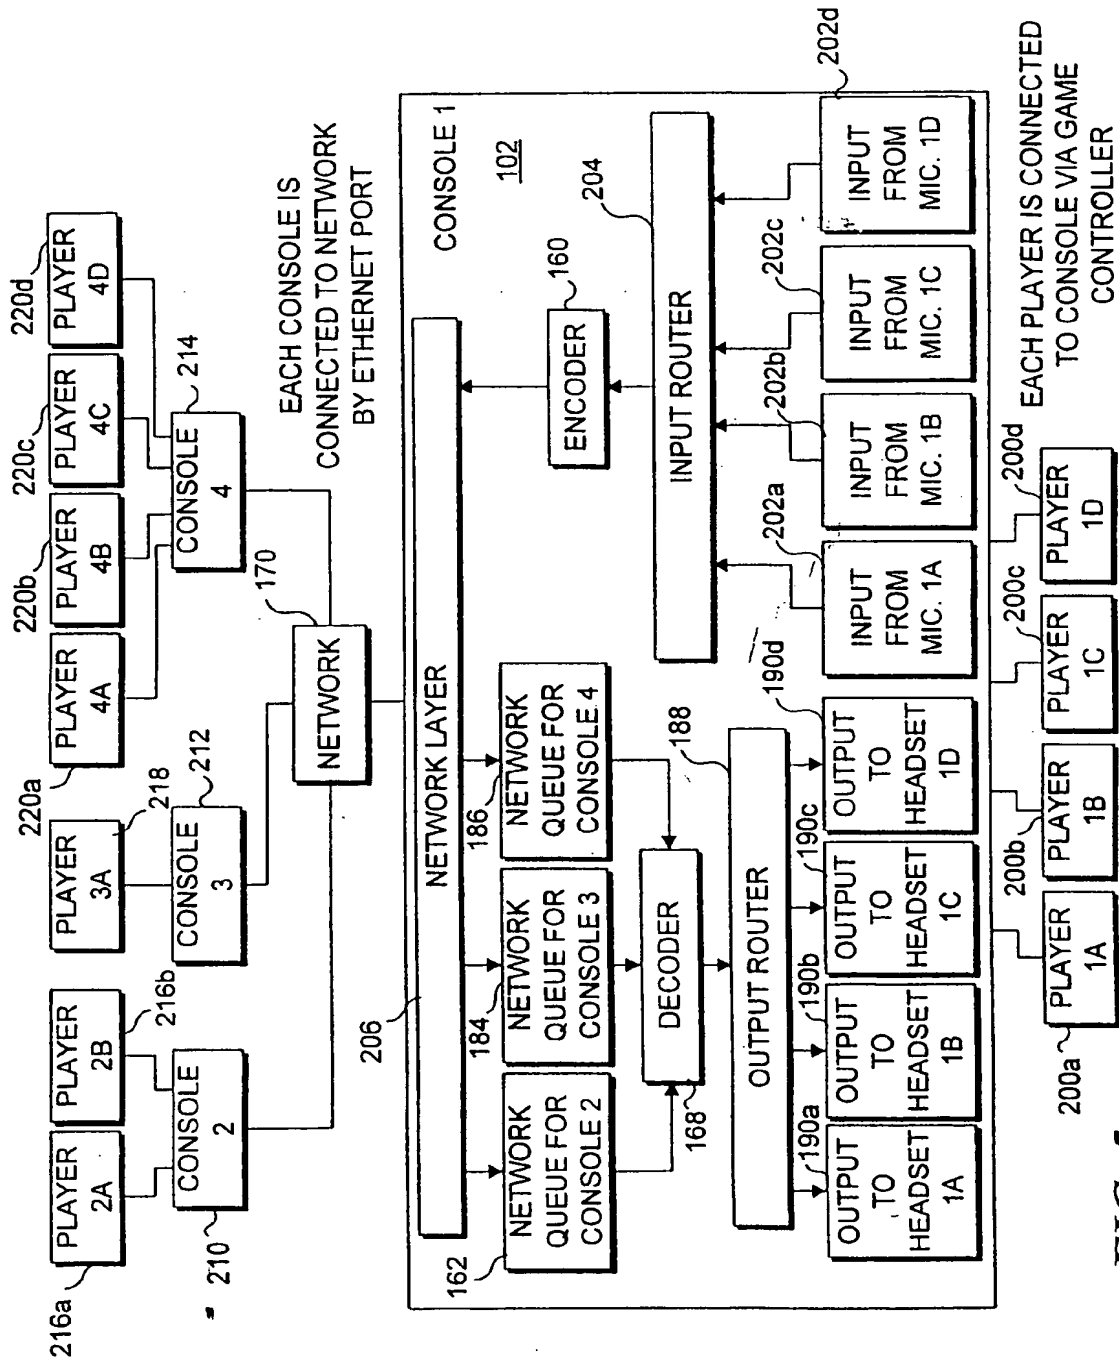 216a
PLAYER
2A
PLAYER
2B
216b
CONSOLE
2
210
220a
PLAYER
3A
218
CONSOLE
3
212
PLAYER
4A
220b
PLAYER
4B
220c
PLAYER
4C
220d
PLAYER
4D
CONSOLE
4
214
NETWORK
170
EACH CONSOLE IS
CONNECTED TO NETWORK
BY ETHERNET PORT
CONSOLE 1
102
206
NETWORK LAYER
162
NETWORK
QUEUE FOR
CONSOLE 2
184
NETWORK
QUEUE FOR
CONSOLE 3
186
NETWORK
QUEUE FOR
CONSOLE 4
ENCODER
160
DECODER
168
INPUT ROUTER
204
OUTPUT ROUTER
188
190a
OUTPUT
TO
HEADSET
1A
190b
OUTPUT
TO
HEADSET
1B
190c
OUTPUT
TO
HEADSET
1C
190d
OUTPUT
TO
HEADSET
1D
202a
INPUT
FROM
MIC. 1A
202b
INPUT
FROM
MIC. 1B
202c
INPUT
FROM
MIC. 1C
202d
INPUT
FROM
MIC. 1D
200a
PLAYER
1A
200b
PLAYER
1B
200c
PLAYER
1C
200d
PLAYER
1D
EACH PLAYER IS CONNECTED
TO CONSOLE VIA GAME
CONTROLLER